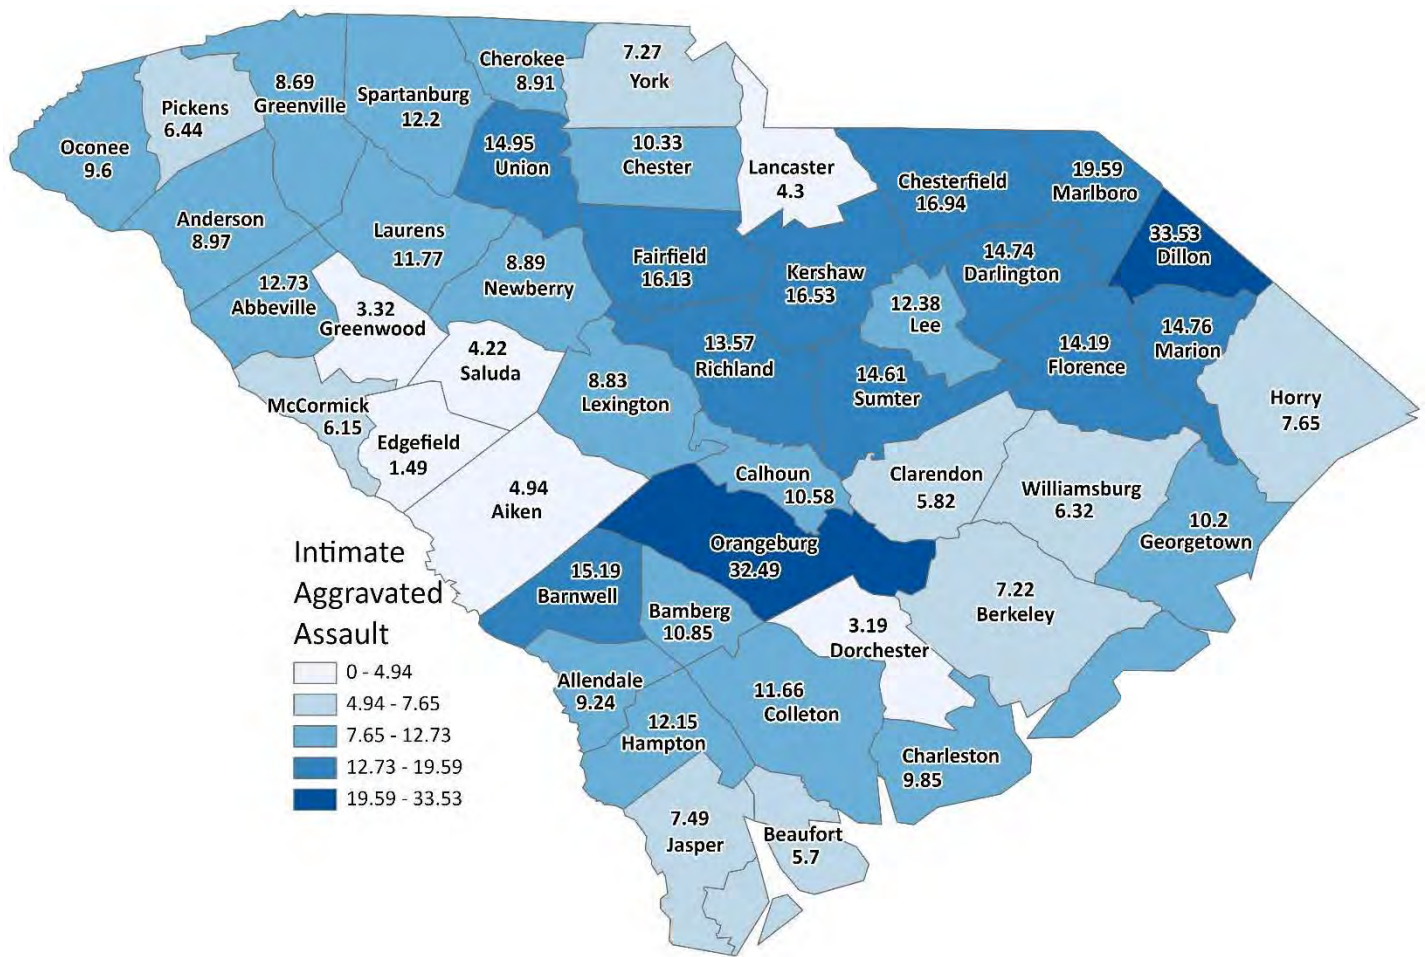 Cherokee
8.91
7.27
York
8.69
Greenville
Spartanburg
12.2
Pickens
6.44
Oconee
9.6
14.95
Union
10.33
Chester
Lancaster
4.3
Chesterfield
16.94
19.59
Marlboro
33.53
Dillon
Anderson
8.97
Laurens
11.77
8.89
Newberry
Fairfield
16.13
Kershaw
16.53
14.74
Darlington
12.38
Lee
12.73
Abbeville
3.32
Greenwood
4.22
Saluda
13.57
Richland
14.61
Sumter
14.19
Florence
14.76
Marion
8.83
Lexington
McCormick
6.15
Edgefield
1.49
Horry
7.65
4.94
Aiken
Calhoun
10.58
Clarendon
5.82
Williamsburg
6.32
10.2
Georgetown
Orangeburg
32.49
15.19
Barnwell
Bamberg
10.85
3.19
Dorchester
7.22
Berkeley
Allendale
9.24
12.15
Hampton
11.66
Colleton
Charleston
9.85
7.49
Jasper
Beaufort
5.7
Intimate
Aggravated
Assault
0 - 4.94
4.94 - 7.65
7.65 - 12.73
12.73 - 19.59
19.59 - 33.53